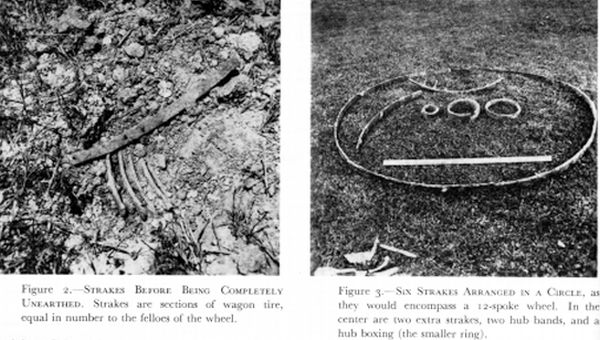 Figure 2.—Strakes Before Being Completely
Unearthed. Strakes are sections of wagon tire,
equal in number to the felloes of the wheel.
Figure 3.—Six Strakes Arranged in a Circle, as
they would encompass a 12-spoke wheel. In the
center are two extra strakes, two hub bands, and a
hub boxing (the smaller ring).